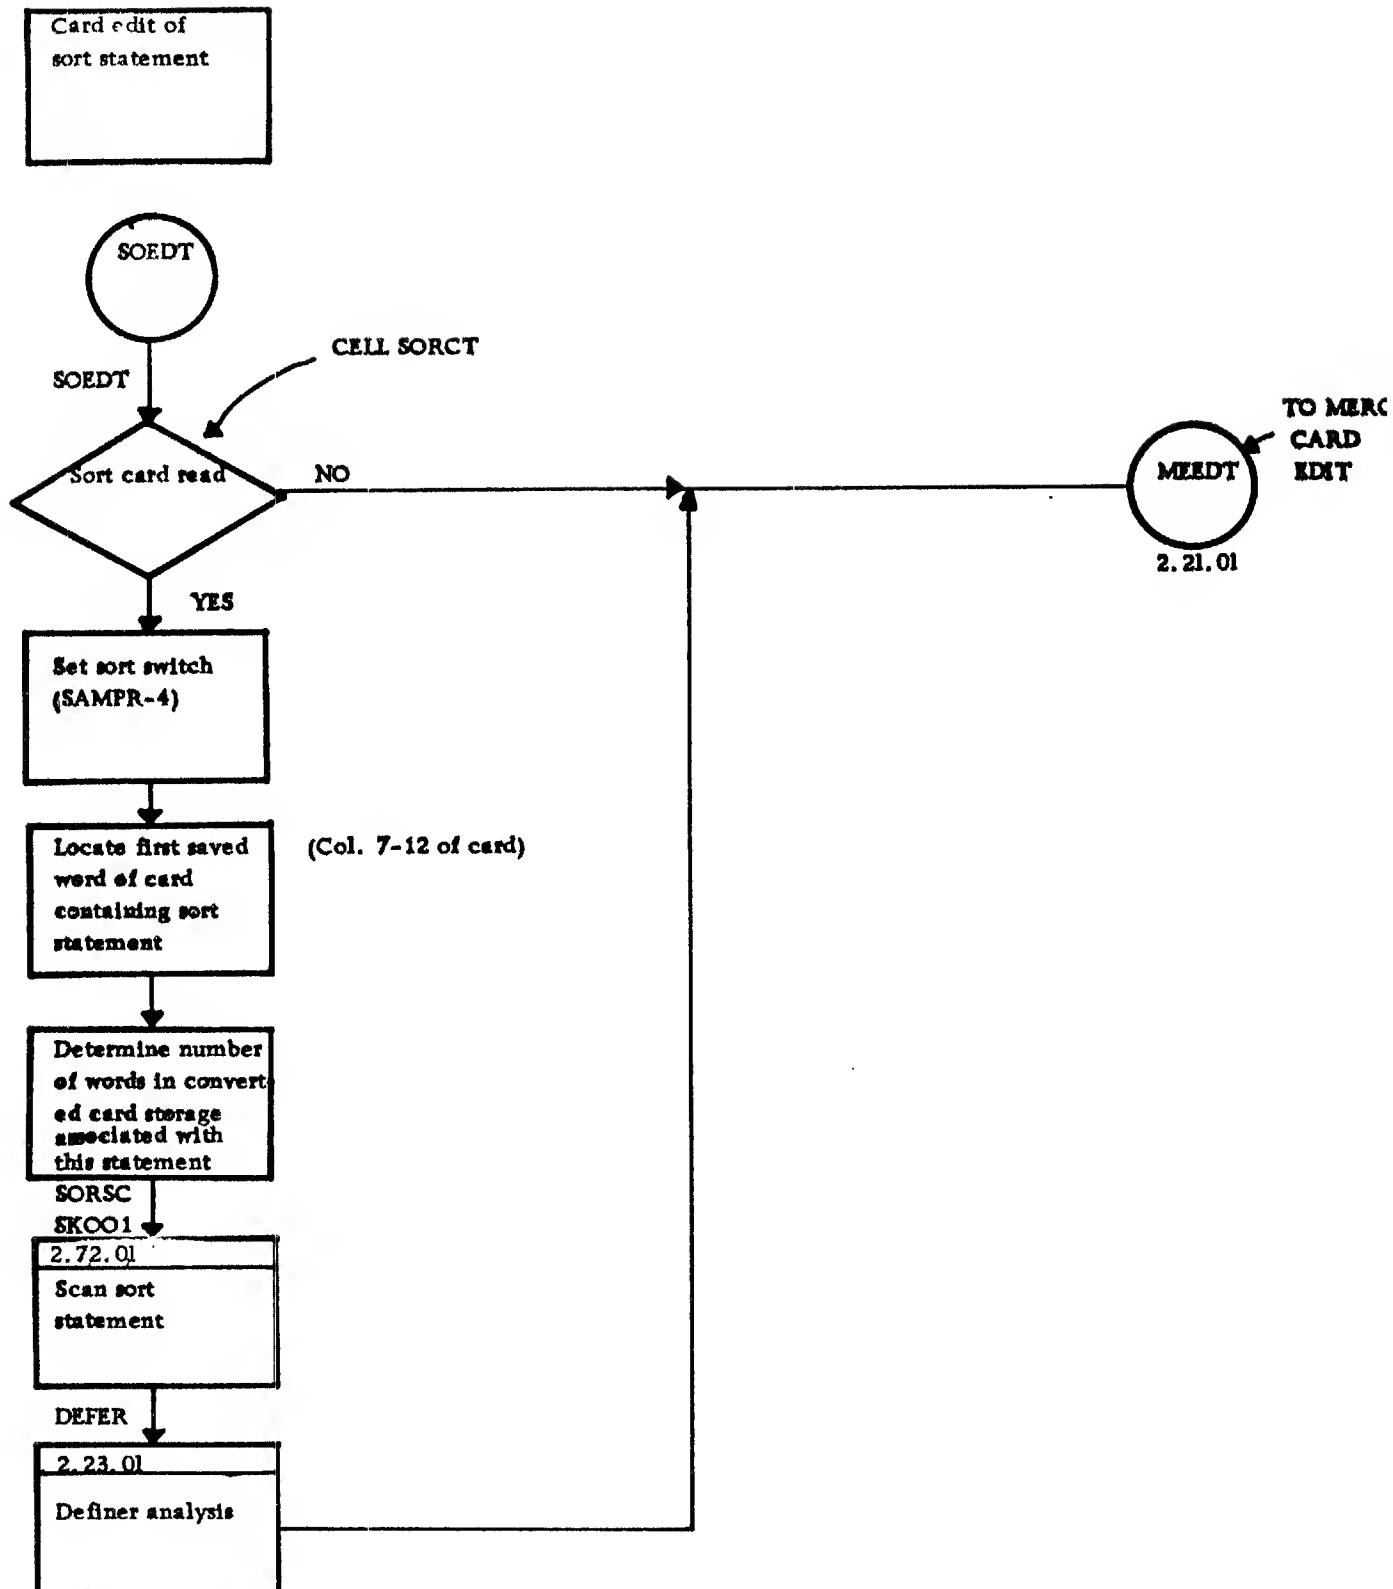 Card edit of
sort statement
SOEDT
CELL SORCT
SOEDT
Sort card read
NO
TO MERG
CARD
EDIT
MEEDT
2.21.01
YES
Set sort switch
(SAMPR-4)
Locate first saved
word of card
containing sort
statement
(Col. 7-12 of card)
Determine number
of words in convert-
ed card storage
associated with
this statement
SORSC
SK001
2.72.01
Scan sort
statement
DEFER
2.23.01
Definer analysis